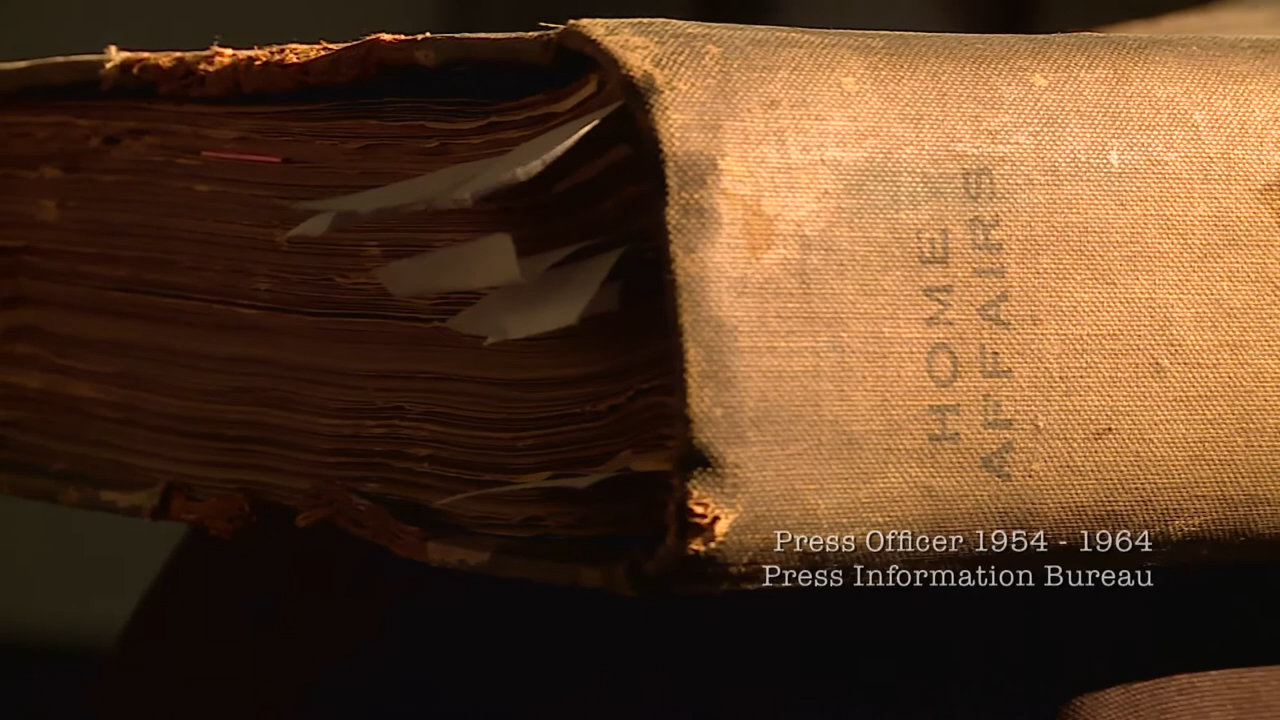 HOME
AFFAIRS
Press Officer 1954 - 1964
Press Information Bureau